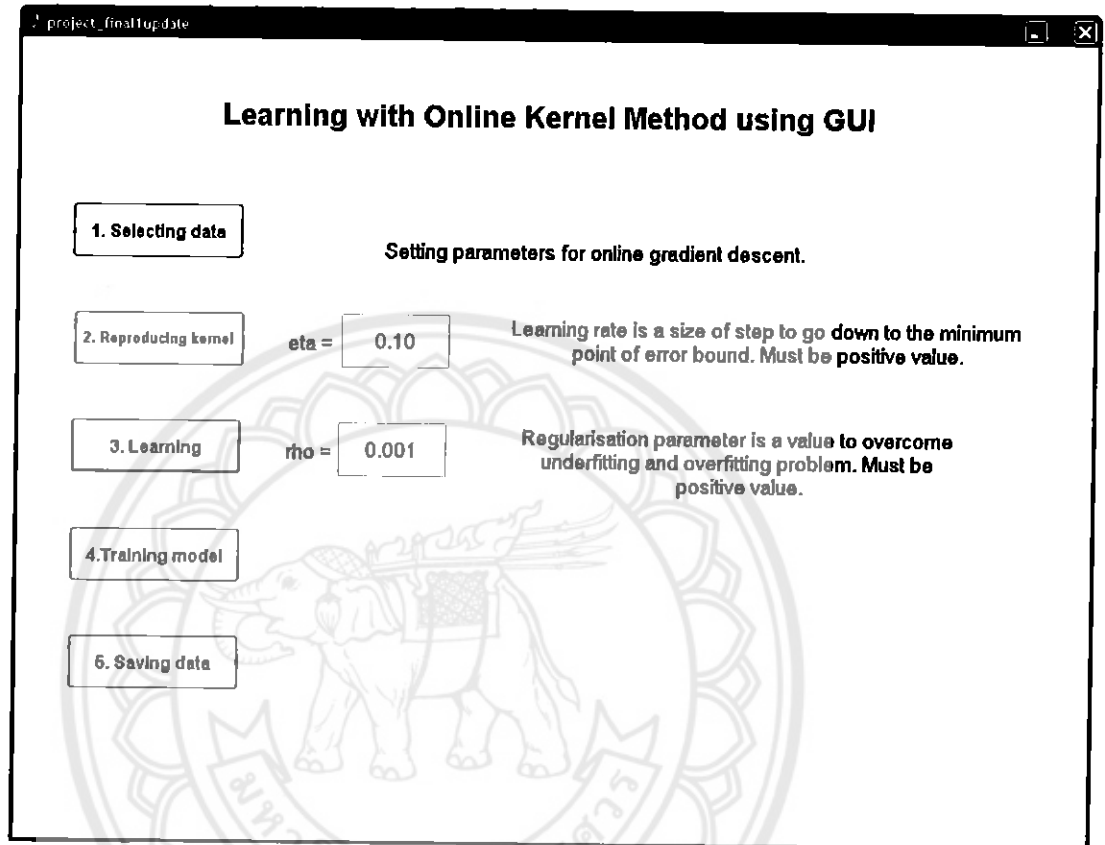 project_final1update
Learning with Online Kernel Method using GUI
1. Selecting data
Setting parameters for online gradient descent.
2. Reproducing kernel
eta =
0.10
Learning rate is a size of step to go down to the minimum
point of error bound. Must be positive value.
3. Learning
rho =
0.001
Regularisation parameter is a value to overcome
underfitting and overfitting problem. Must be
positive value.
4.Training model
5. Saving data